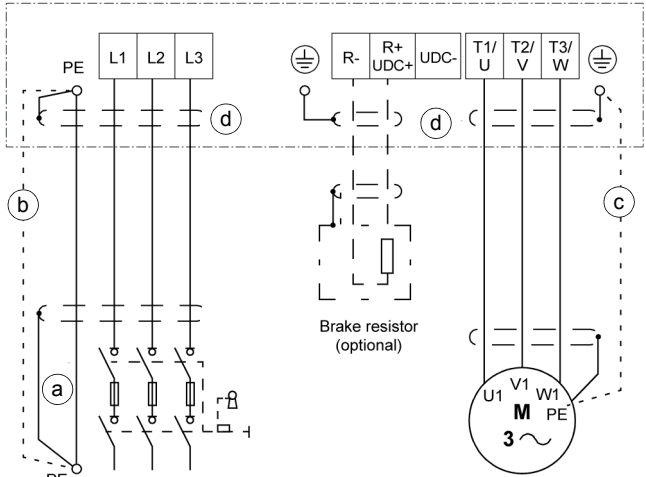 PE
L1 L2 L3
R- R+ UDC- T1/ T2/ T3/
UDC+ U V W
d
d
b
c
Brake resistor
(optional)
a
U1 V1 W1
M PE
3
PE